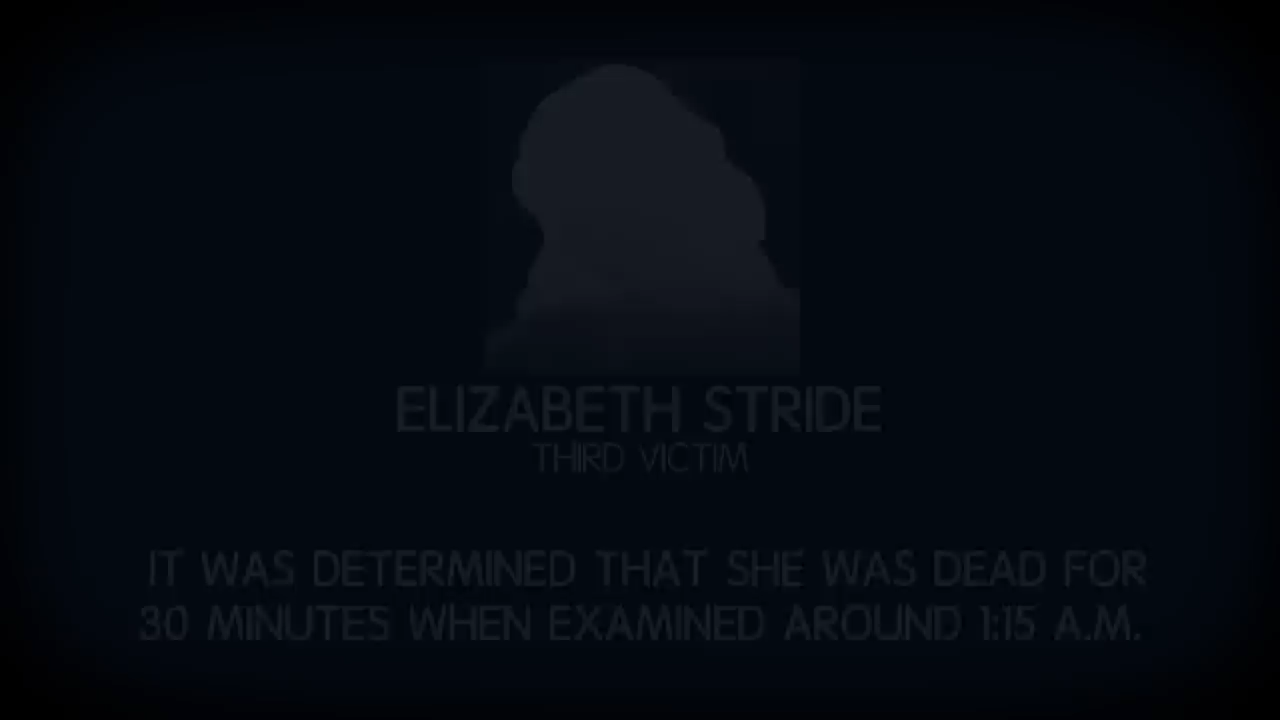 ELIZABETH STRIDE
THIRD VICTIM
IT WAS DETERMINED THAT SHE WAS DEAD FOR
30 MINUTES WHEN EXAMINED AROUND 1:15 A.M.